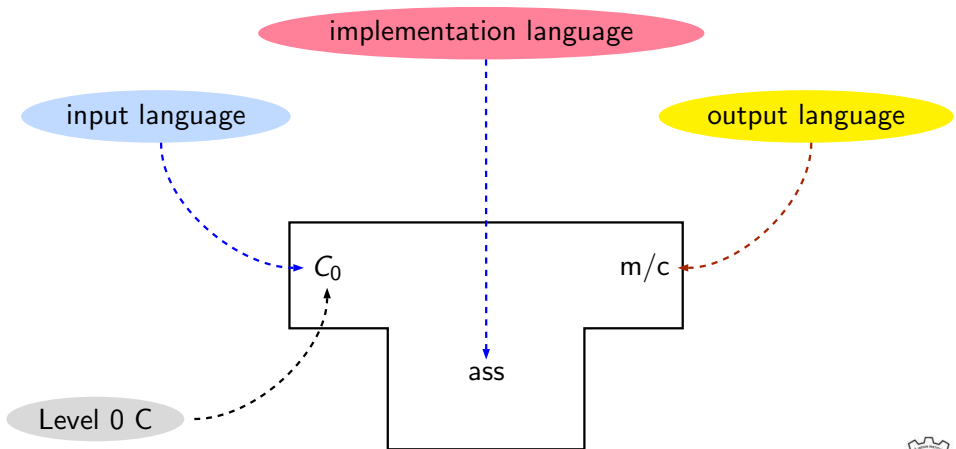 implementation language
input language
output language
C₀
m/c
ass
Level 0 C